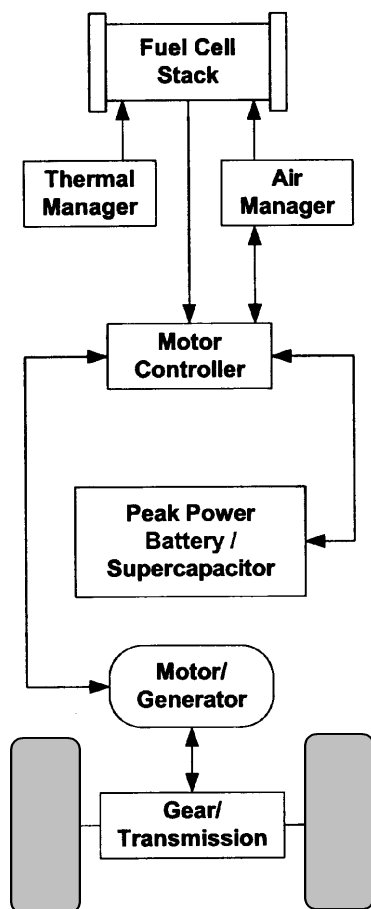 Fuel Cell
Stack
Thermal
Manager
Air
Manager
Motor
Controller
Peak Power
Battery /
Supercapacitor
Motor/
Generator
Gear/
Transmission